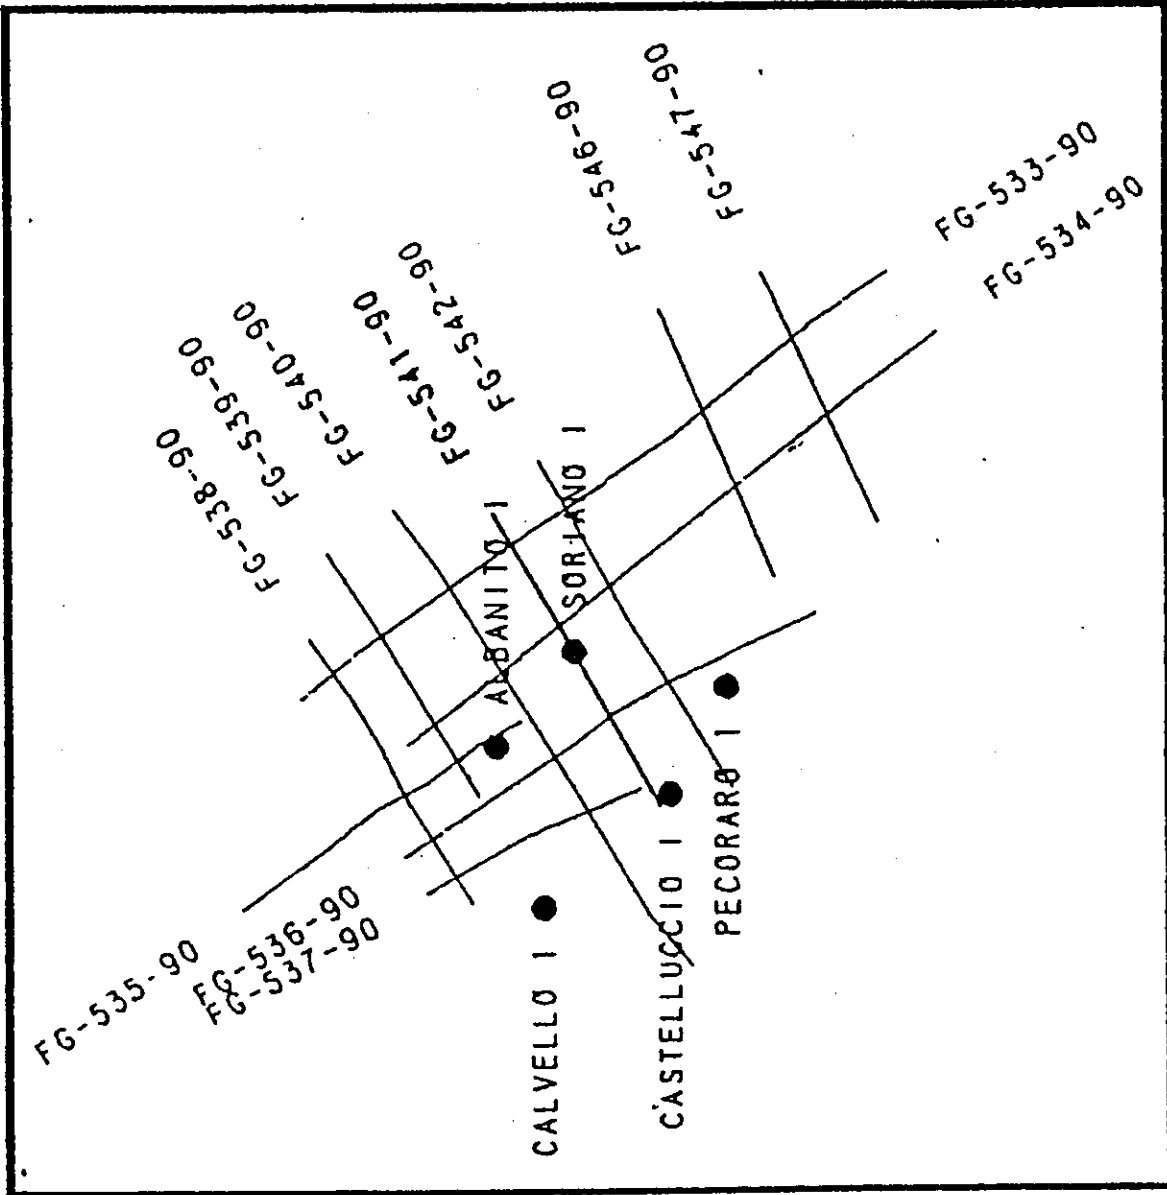 FG-538-90
FG-539-90
FG-540-90
FG-541-90
FG-542-90
FG-546-90
FG-547-90
FG-533-90
FG-534-90
ALBANITO 1
SORIANO 1
FG-535-90
FG-536-90
FG-537-90
CALVELLO 1
CASTELLUCCIO 1
PECORARO 1